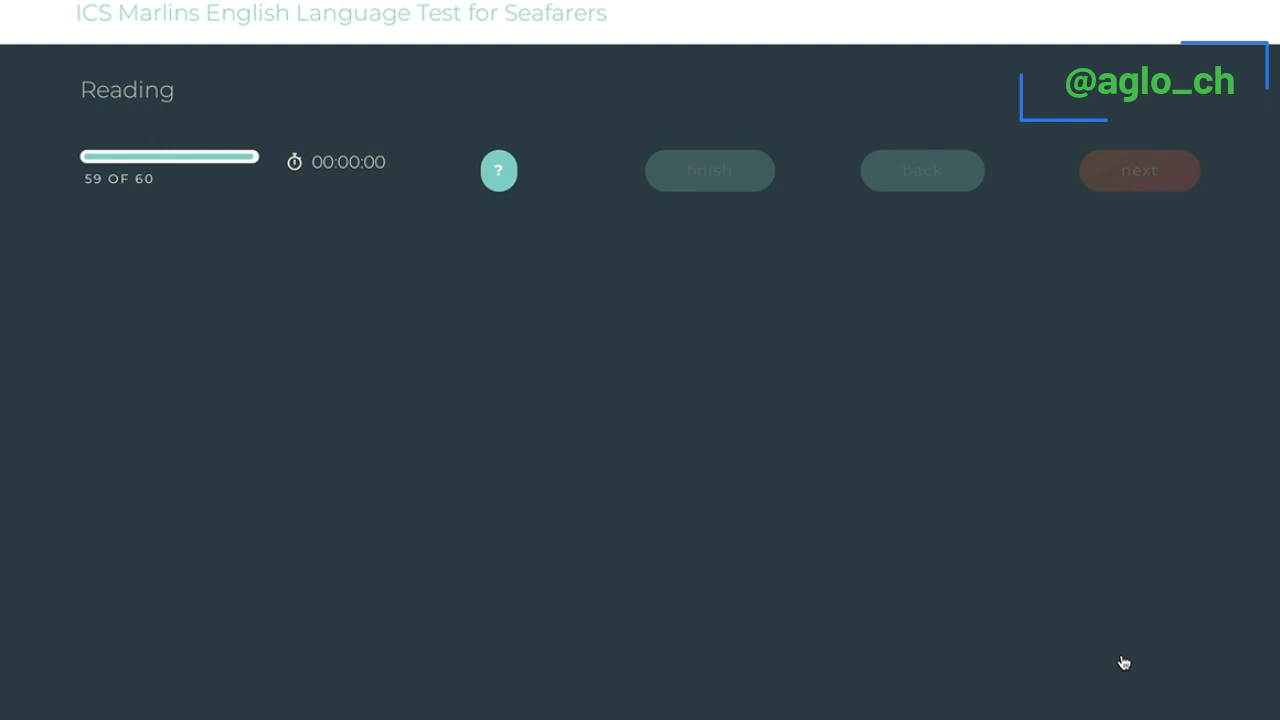 ICS Marlins English Language Test for Seafarers
@aglo_ch
Reading
00:00:00
?
finish
back
next
59 OF 60